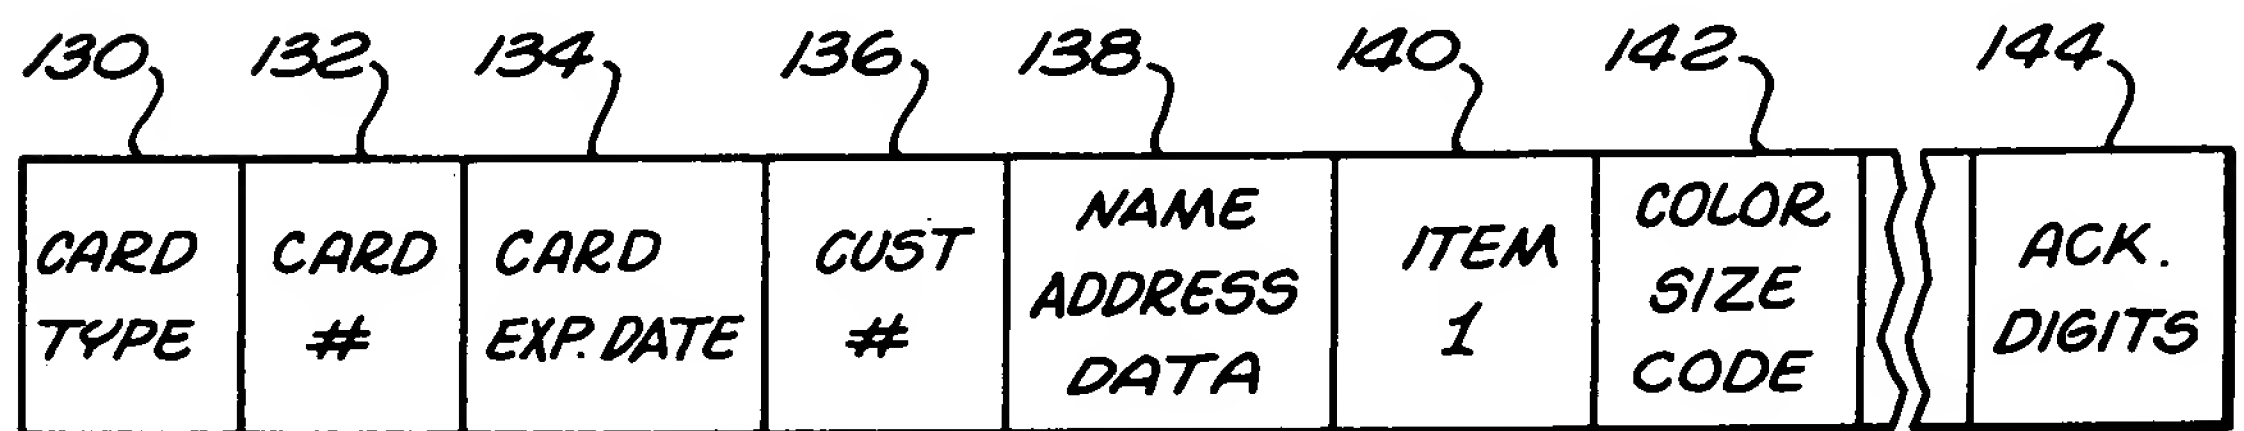 130 132 134 136 138 140 142 144
CARD TYPE
CARD #
CARD EXP. DATE
CUST #
NAME ADDRESS DATA
ITEM 1
COLOR SIZE CODE
ACK. DIGITS